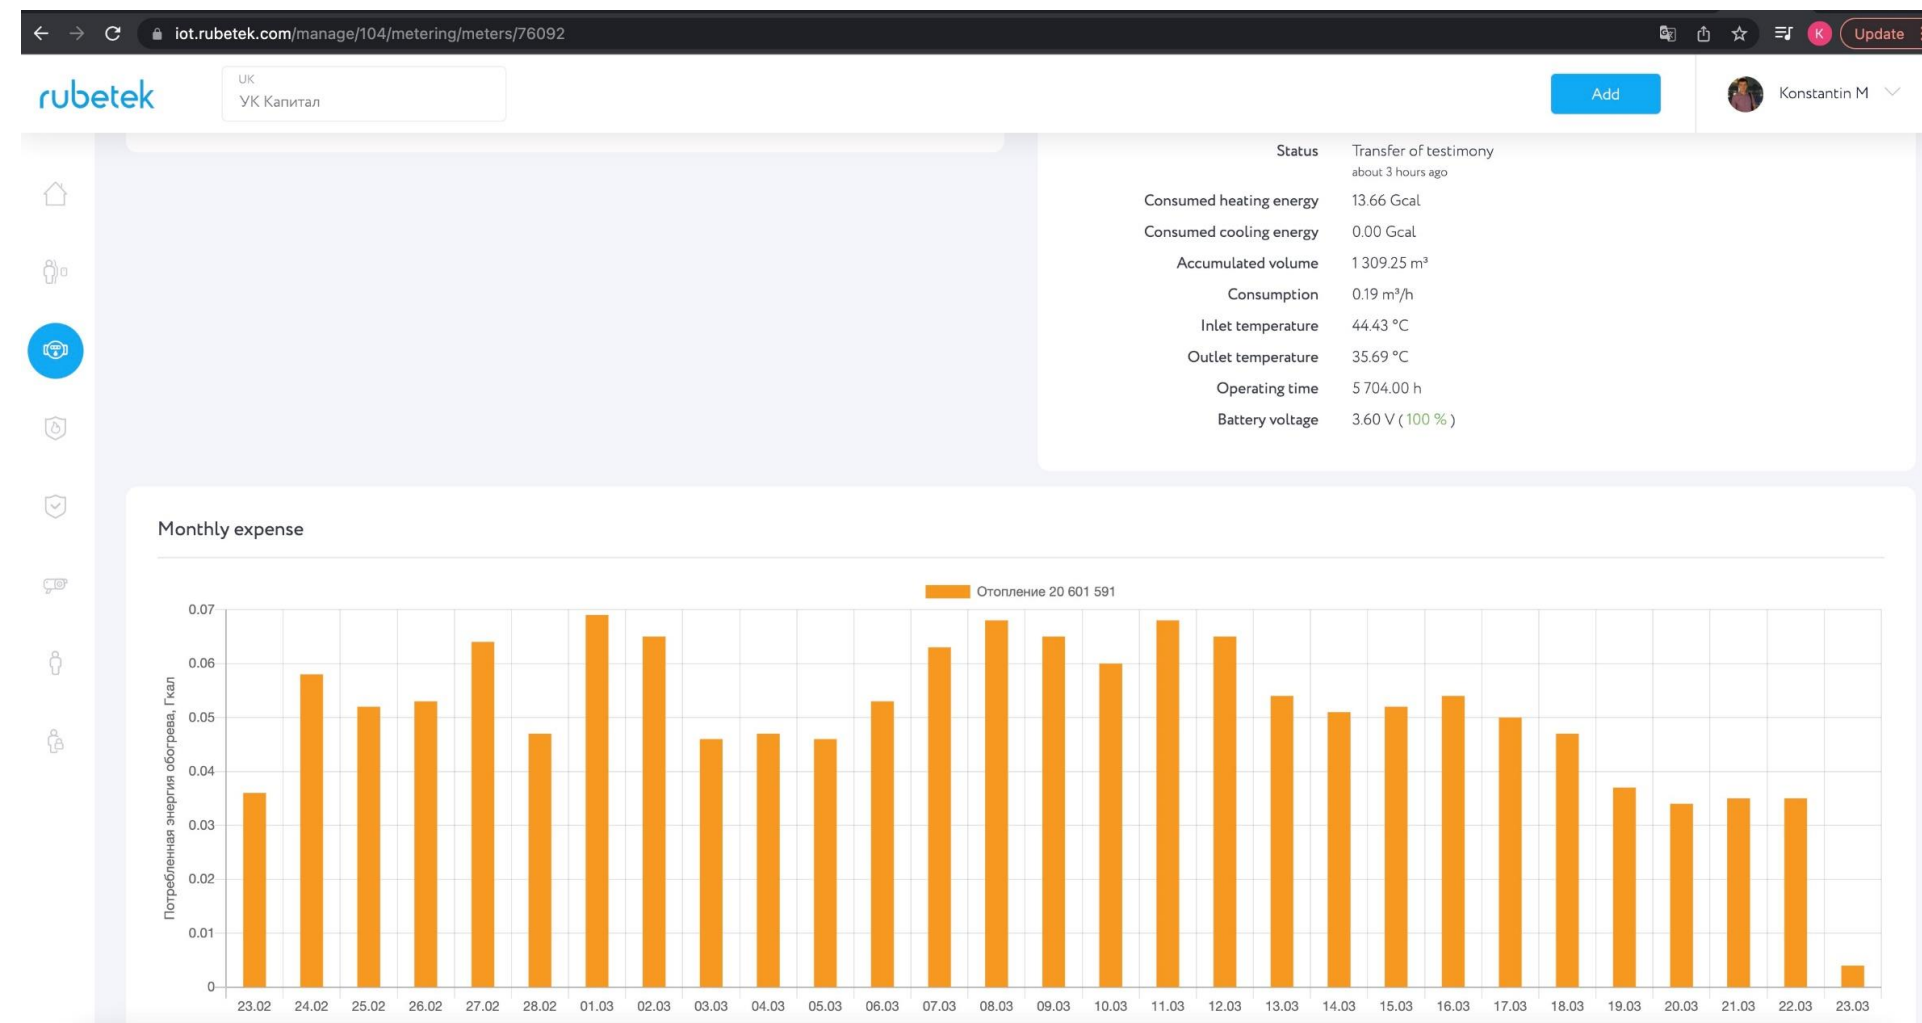 iot.rubetek.com/manage/104/metering/meters/76092
K
Update
rubetek
UK
УК Капитал
Add
Konstantin M
Status Transfer of testimony
about 3 hours ago
Consumed heating energy 13.66 Gcal
Consumed cooling energy 0.00 Gcal
Accumulated volume 1 309.25 m³
Consumption 0.19 m³/h
Inlet temperature 44.43 °C
Outlet temperature 35.69 °C
Operating time 5 704.00 h
Battery voltage 3.60 V ( 100 % )
Monthly expense
Отопление 20 601 591
Потребленная энергия обогрева, Гкал
0.07
0.06
0.05
0.04
0.03
0.02
0.01
0
23.02 24.02 25.02 26.02 27.02 28.02 01.03 02.03 03.03 04.03 05.03 06.03 07.03 08.03 09.03 10.03 11.03 12.03 13.03 14.03 15.03 16.03 17.03 18.03 19.03 20.03 21.03 22.03 23.03